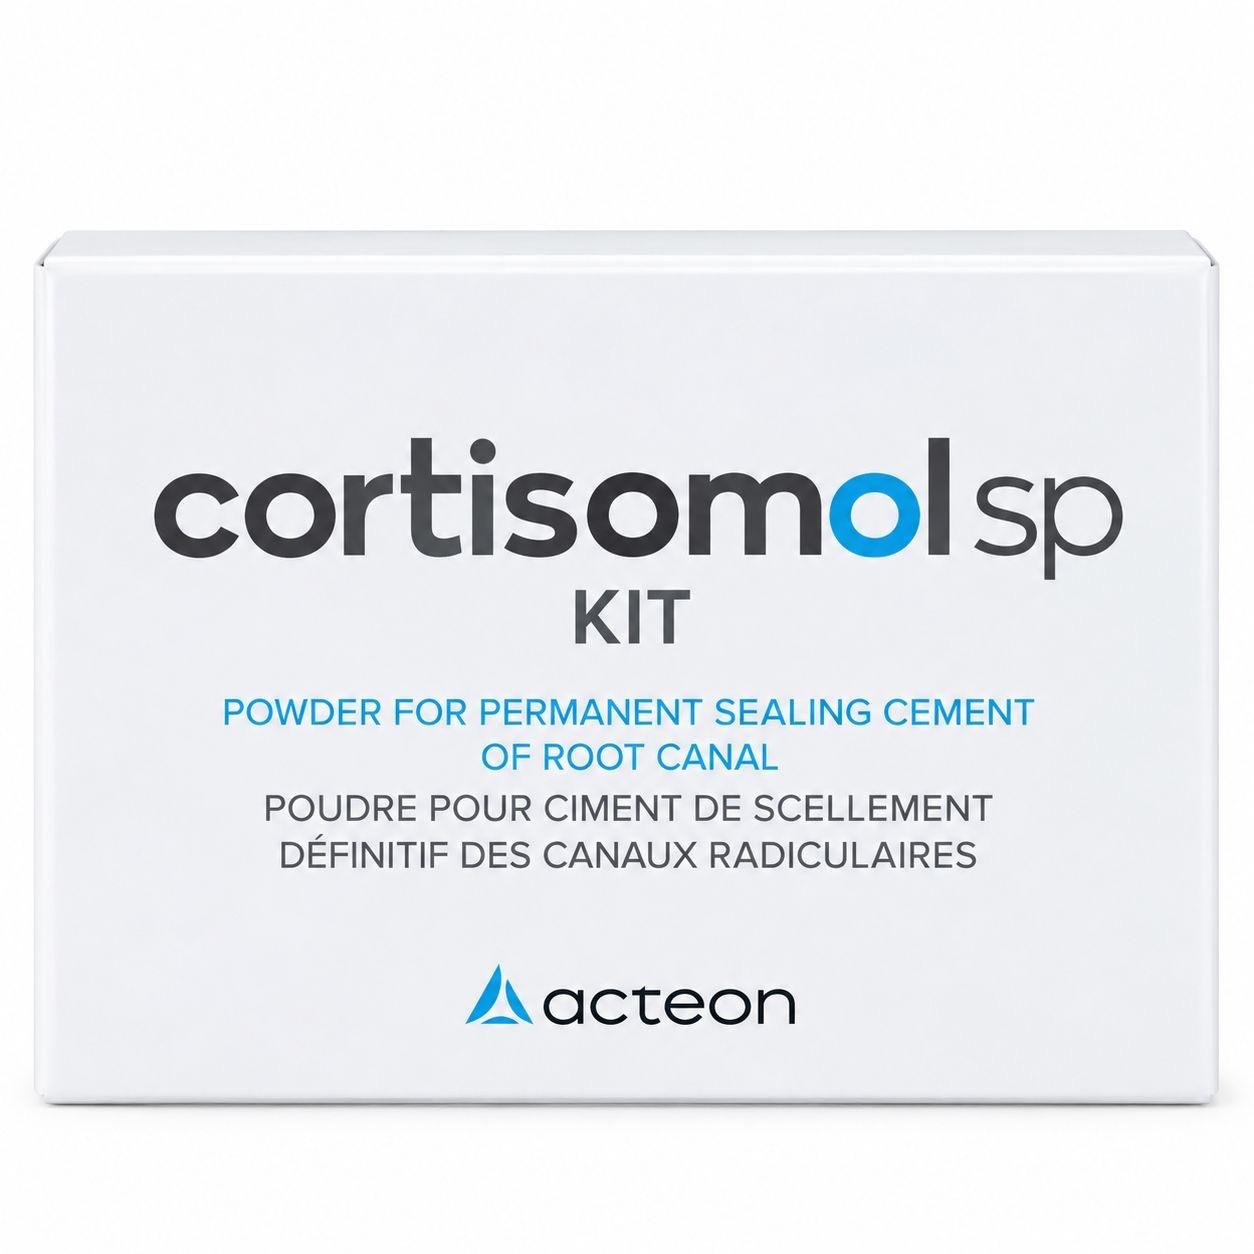 cortisomol sp
KIT
POWDER FOR PERMANENT SEALING CEMENT
OF ROOT CANAL
POUDRE POUR CIMENT DE SCELLEMENT
DÉFINITIF DES CANAUX RADICULAIRES
acteon